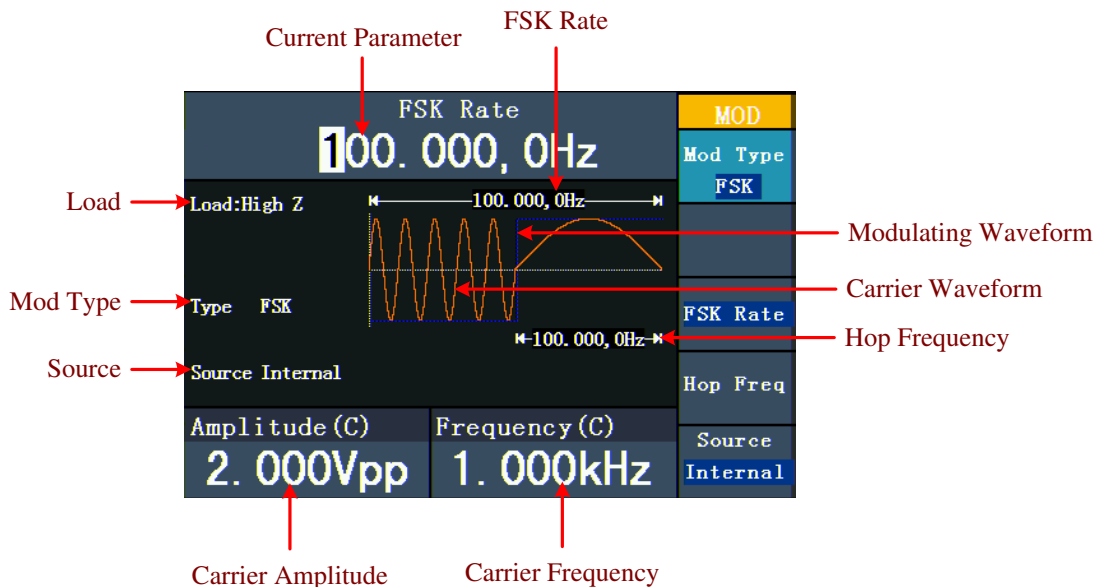 FSK Rate
Current Parameter
FSK Rate
100.000,0Hz
MOD
Mod Type
FSK
Load
Load:High Z
100.000,0Hz
Modulating Waveform
Carrier Waveform
Mod Type
Type FSK
FSK Rate
100.000,0Hz
Hop Frequency
Source
Source Internal
Hop Freq
Amplitude(C)
Frequency(C)
Source
Internal
2.000Vpp
1.000kHz
Carrier Amplitude
Carrier Frequency